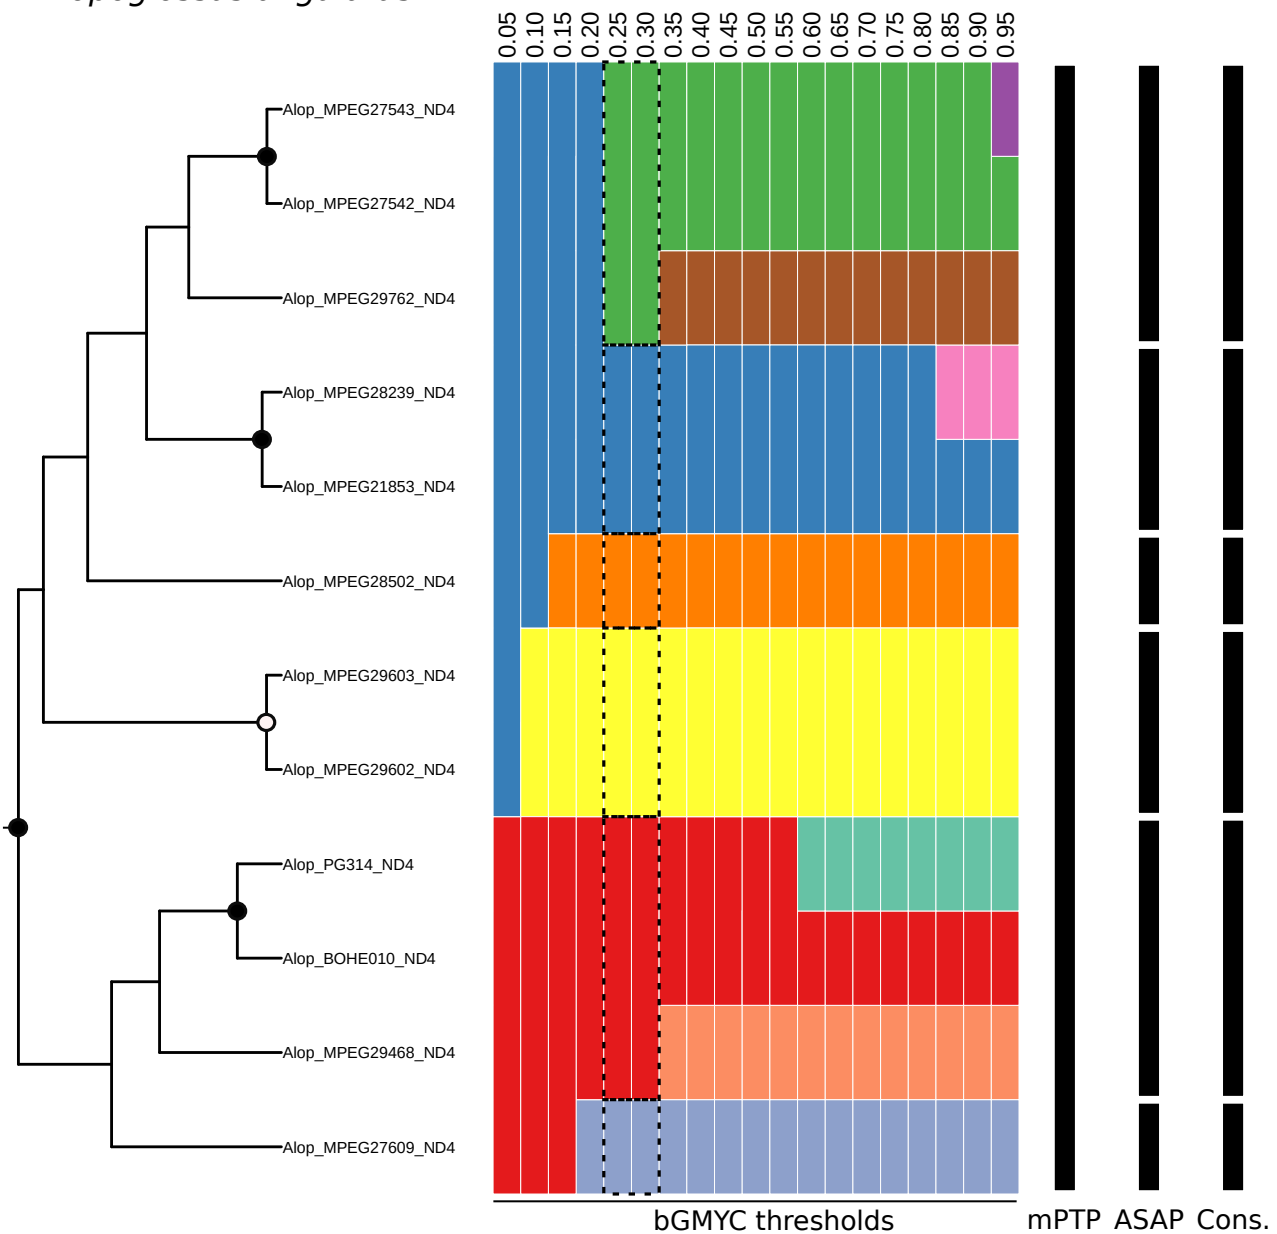 0.05 0.10 0.15 0.20 0.25 0.30 0.35 0.40 0.45 0.50 0.55 0.60 0.65 0.70 0.75 0.80 0.85 0.90 0.95
Alop_MPEG27543_ND4
Alop_MPEG27542_ND4
Alop_MPEG29762_ND4
Alop_MPEG28239_ND4
Alop_MPEG21853_ND4
Alop_MPEG28502_ND4
Alop_MPEG29603_ND4
Alop_MPEG29602_ND4
Alop_PG314_ND4
Alop_BOHE010_ND4
Alop_MPEG29468_ND4
Alop_MPEG27609_ND4
bGMYC thresholds mPTP ASAP Cons.